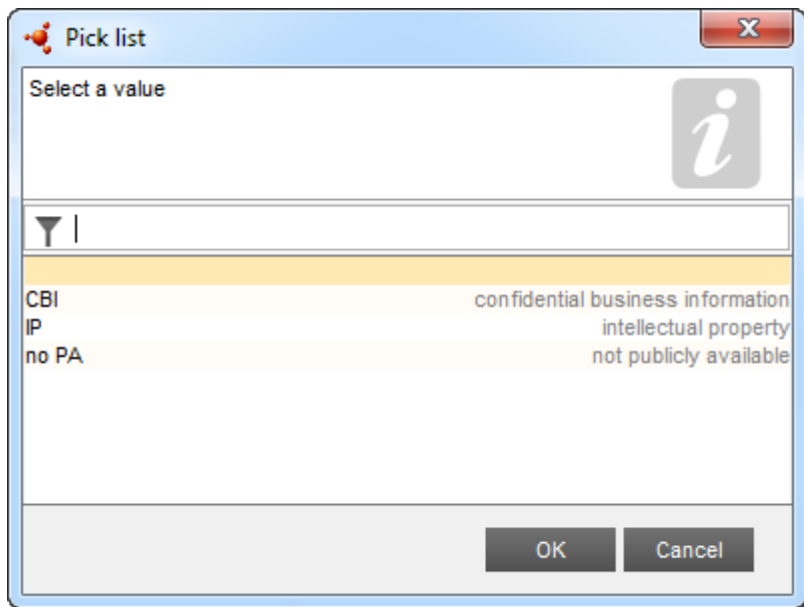 Pick list
Select a value
CBI confidential business information
IP intellectual property
no PA not publicly available
OK Cancel